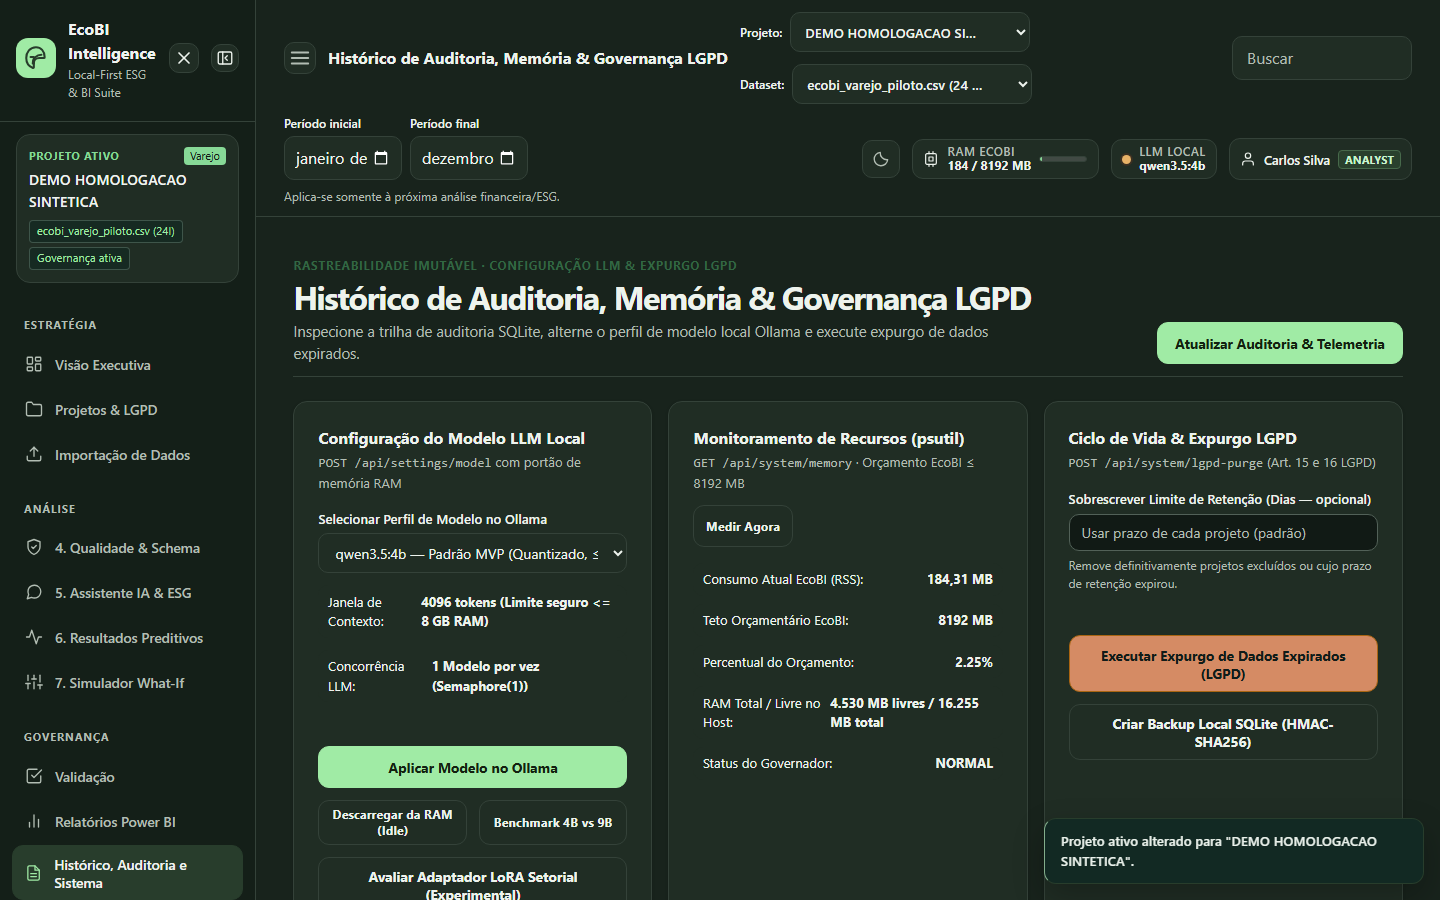 EcoBI
Intelligence
Local-First ESG
& BI Suite
PROJETO ATIVO
Varejo
DEMO HOMOLOGACAO
SINTETICA
ecobi_varejo_piloto.csv (24l)
Governança ativa
ESTRATÉGIA
Visão Executiva
Projetos & LGPD
Importação de Dados
ANÁLISE
4. Qualidade & Schema
5. Assistente IA & ESG
6. Resultados Preditivos
7. Simulador What-If
GOVERNANÇA
Validação
Relatórios Power BI
Histórico, Auditoria e
Sistema
Histórico de Auditoria, Memória & Governança LGPD
Projeto:
DEMO HOMOLOGACAO SI...
Dataset:
ecobi_varejo_piloto.csv (24 ...
Buscar
Período inicial
janeiro de
Período final
dezembro
Aplica-se somente à próxima análise financeira/ESG.
RAM ECOBI
184 / 8192 MB
LLM LOCAL
qwen3.5:4b
Carlos Silva
ANALYST
RASTREABILIDADE IMUTÁVEL · CONFIGURAÇÃO LLM & EXPURGO LGPD
Histórico de Auditoria, Memória & Governança LGPD
Inspecione a trilha de auditoria SQLite, alterne o perfil de modelo local Ollama e execute expurgo de dados
expirados.
Atualizar Auditoria & Telemetria
Configuração do Modelo LLM Local
POST /api/settings/model com portão de
memória RAM
Selecionar Perfil de Modelo no Ollama
qwen3.5:4b — Padrão MVP (Quantizado, ≤
Janela de
Contexto:
4096 tokens (Limite seguro <=
8 GB RAM)
Concorrência
LLM:
1 Modelo por vez
(Semaphore(1))
Aplicar Modelo no Ollama
Descarregar da RAM
(Idle)
Benchmark 4B vs 9B
Avaliar Adaptador LoRA Setorial
(Experimental)
Monitoramento de Recursos (psutil)
GET /api/system/memory · Orçamento EcoBI ≤
8192 MB
Medir Agora
Consumo Atual EcoBI (RSS):
184,31 MB
Teto Orçamentário EcoBI:
8192 MB
Percentual do Orçamento:
2.25%
RAM Total / Livre no
Host:
4.530 MB livres / 16.255
MB total
Status do Governador:
NORMAL
Ciclo de Vida & Expurgo LGPD
POST /api/system/lgpd-purge (Art. 15 e 16 LGPD)
Sobrescrever Limite de Retenção (Dias — opcional)
Usar prazo de cada projeto (padrão)
Remove definitivamente projetos excluídos ou cujo prazo
de retenção expirou.
Executar Expurgo de Dados Expirados
(LGPD)
Criar Backup Local SQLite (HMAC-
SHA256)
Projeto ativo alterado para "DEMO HOMOLOGACAO
SINTETICA".